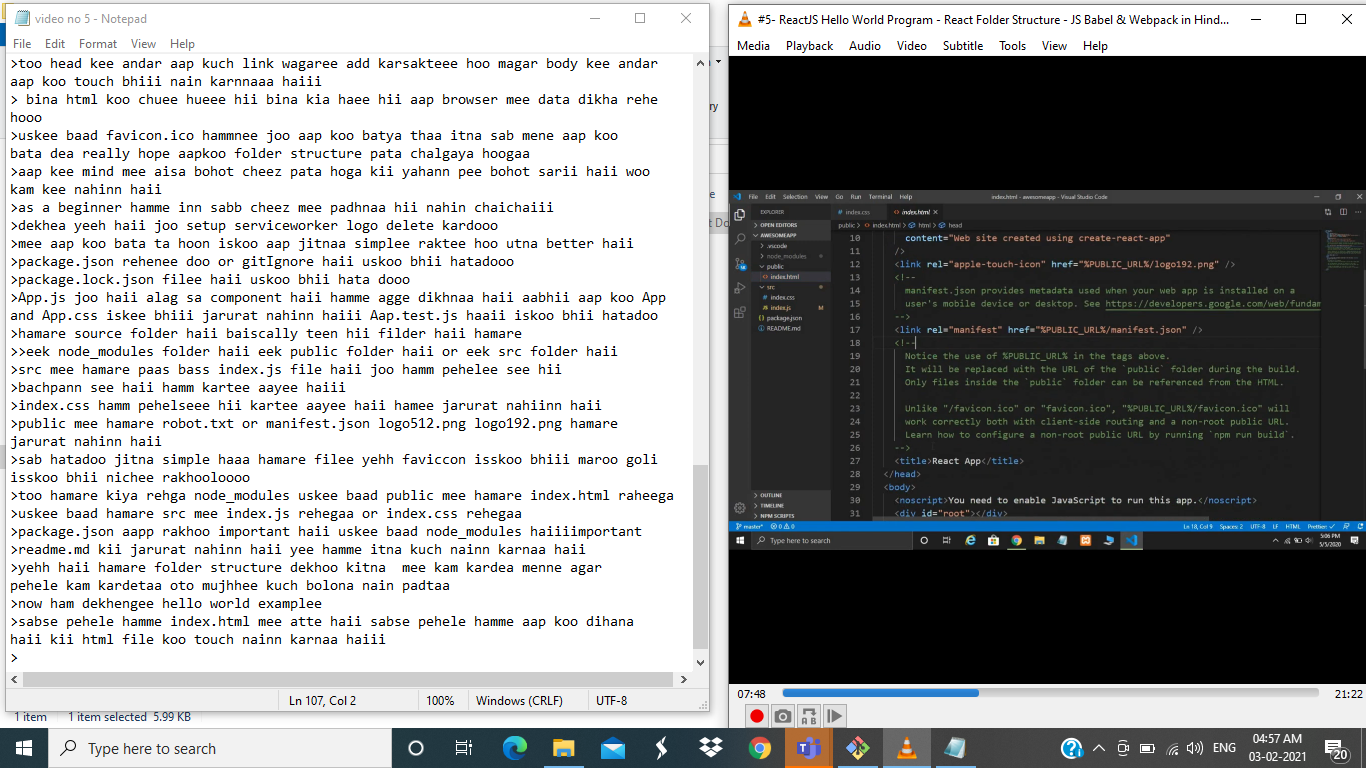 video no 5 - Notepad
File Edit Format View Help
>too head kee andar aap kuch link wagaree add karsakteee hoo magar body kee andar
aap koo touch bhiii nain karnnaaa haiii
> bina html koo chuee hueee hii bina kia haee hii aap browser mee data dikha rehe
hooo
>uskee baad favicon.ico hammnee joo aap koo batya thaa itna sab mene aap koo
bata dea really hope aapkoo folder structure pata chalgaya hoogaa
>aap kee mind mee aisa bohot cheez pata hoga kii yahann pee bohot sarii haii woo
kam kee nahinn haii
>as a beginner hamme inn sabb cheez mee padhnaa hii nahin chaichaiii
>dekhea yeeh haii joo setup serviceworker logo delete kardooo
>mee aap koo bata ta hoon iskoo aap jitnaa simplee raktee hoo utna better haii
>package.json rehenee doo or gitIgnore haii uskoo bhii hatadooo
>package.lock.json filee haii uskoo bhii hata dooo
>App.js joo haii alag sa component haii hamme agge dikhnaa haii aabhii aap koo App
and App.css iskee bhiii jarurat nahinn haiii Aap.test.js haaii iskoo bhii hatadoo
>hamare source folder haii baiscally teen hii filder haii hamare
>>eek node_modules folder haii eek public folder haii or eek src folder haii
>src mee hamare paas bass index.js file haii joo hamm pehelee see hii
>bachpann see haii hamm kartee aayee haiii
>index.css hamm pehelseee hii kartee aayee haii hamee jarurat nahiinn haii
>public mee hamare robot.txt or manifest.json logo512.png logo192.png hamare
jarurat nahinn haii
>sab hatadoo jitna simple haaa hamare filee yehh faviccon isskoo bhiii maroo goli
isskoo bhii nichee rakhooloooo
>too hamare kiya rehga node_modules uskee baad public mee hamare index.html raheega
>uskee baad hamare src mee index.js rehegaa or index.css rehegaa
>package.json aapp rakhoo important haii uskee baad node_modules haiiiimportant
>readme.md kii jarurat nahinn haii yee hamme itna kuch nainn karnaa haii
>yehh haii hamare folder structure dekhoo kitna  mee kam kardea menne agar
pehele kam kardetaa oto mujhhee kuch bolona nain padtaa
>now ham dekhengee hello world examplee
>sabse pehele hamme index.html mee atte haii sabse pehele hamme aap koo dihana
haii kii html file koo touch nainn karnaa haiii
>
Ln 107, Col 2 100% Windows (CRLF) UTF-8
1 item 1 item selected 5.99 KB
#5- ReactJS Hello World Program - React Folder Structure - JS Babel & Webpack in Hind...
Media Playback Audio Video Subtitle Tools View Help
File Edit Selection View Go Run Terminal Help index.html - awesomeapp - Visual Studio Code
EXPLORER
OPEN EDITORS
AWESOMEAPP
.vscode
node_modules
public
index.html
src
index.css
index.js M
package.json
README.md
OUTLINE
TIMELINE
NPM SCRIPTS
index.css index.html
public > index.html > html > head
10 content="Web site created using create-react-app"
11 />
12 <link rel="apple-touch-icon" href="%PUBLIC_URL%/logo192.png" />
13 <!--
14 manifest.json provides metadata used when your web app is installed on a
15 user's mobile device or desktop. See https://developers.google.com/web/fundam
16 -->
17 <link rel="manifest" href="%PUBLIC_URL%/manifest.json" />
18 <!--
19 Notice the use of %PUBLIC_URL% in the tags above.
20 It will be replaced with the URL of the `public` folder during the build.
21 Only files inside the `public` folder can be referenced from the HTML.
22
23 Unlike "/favicon.ico" or "favicon.ico", "%PUBLIC_URL%/favicon.ico" will
24 work correctly both with client-side routing and a non-root public URL.
25 Learn how to configure a non-root public URL by running `npm run build`.
26 -->
27 <title>React App</title>
28 </head>
29 <body>
30 <noscript>You need to enable JavaScript to run this app.</noscript>
31 <div id="root"></div>
master* 0 0 Ln 18, Col 9 Spaces: 2 UTF-8 LF HTML Prettier: ✓
Type here to search
5:06 PM
5/5/2020
07:48 21:22
Type here to search
ENG
04:57 AM
03-02-2021
20